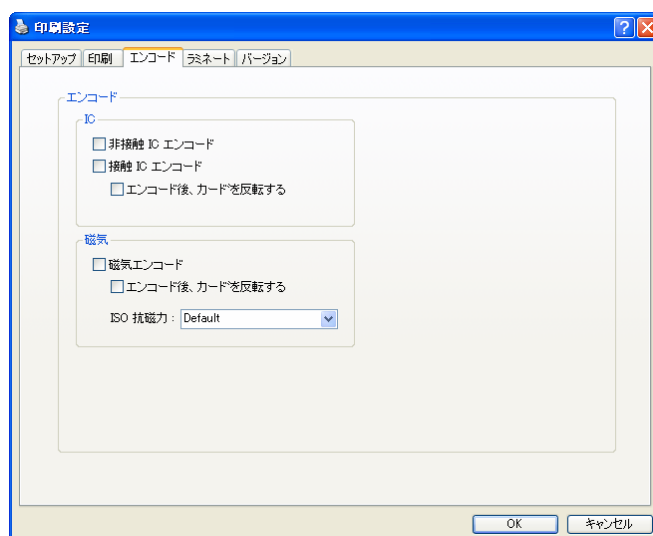 印刷設定
セットアップ 印刷 エンコード ラミネート バージョン
エンコード
IC
非接触 IC エンコード
接触 IC エンコード
エンコード後、カードを反転する
磁気
磁気エンコード
エンコード後、カードを反転する
ISO 抗磁力 : Default
OK キャンセル